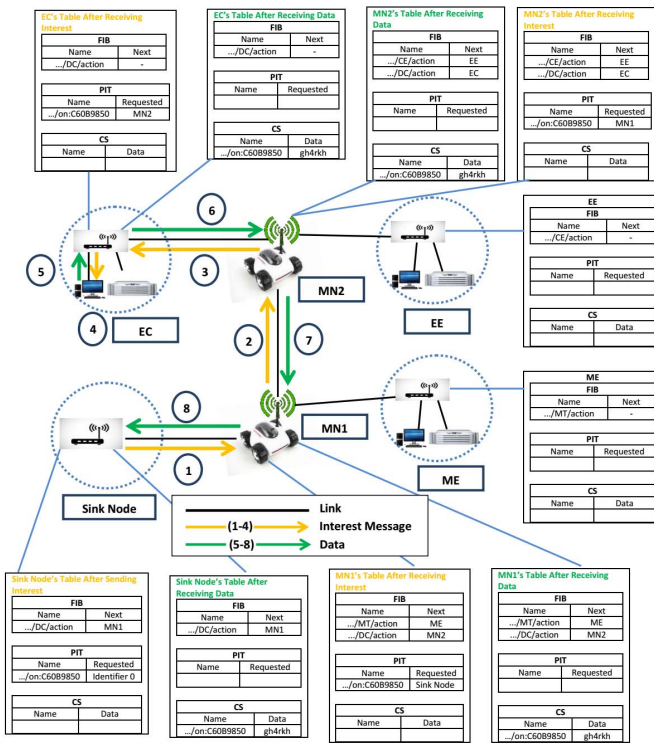 EC's Table After Receiving
Interest
FIB
Name Next
.../DC/action -
PIT
Name Requested
.../on:C60B9850 MN2
CS
Name Data
EC's Table After Receiving Data
FIB
Name Next
.../DC/action -
PIT
Name Requested
CS
Name Data
.../on:C60B9850 gh4rkh
MN2's Table After Receiving
Data
FIB
Name Next
.../CE/action EE
.../DC/action EC
PIT
Name Requested
CS
Name Data
.../on:C60B9850 gh4rkh
MN2's Table After Receiving
Interest
FIB
Name Next
.../CE/action EE
.../DC/action EC
PIT
Name Requested
.../on:C60B9850 MN1
CS
Name Data
6
5
3
4
EC
MN2
EE
2
7
EE
FIB
Name Next
.../CE/action -
PIT
Name Requested
CS
Name Data
8
1
Sink Node
MN1
ME
ME
FIB
Name Next
.../MT/action -
PIT
Name Requested
CS
Name Data
Link
(1-4) Interest Message
(5-8) Data
Sink Node's Table After Sending
Interest
FIB
Name Next
.../DC/action MN1
PIT
Name Requested
.../on:C60B9850 Identifier 0
CS
Name Data
Sink Node's Table After
Receiving Data
FIB
Name Next
.../DC/action MN1
PIT
Name Requested
CS
Name Data
.../on:C60B9850 gh4rkh
MN1's Table After Receiving
Interest
FIB
Name Next
.../MT/action ME
.../DC/action MN2
PIT
Name Requested
.../on:C60B9850 Sink Node
CS
Name Data
MN1's Table After Receiving
Data
FIB
Name Next
.../MT/action ME
.../DC/action MN2
PIT
Name Requested
CS
Name Data
.../on:C60B9850 gh4rkh